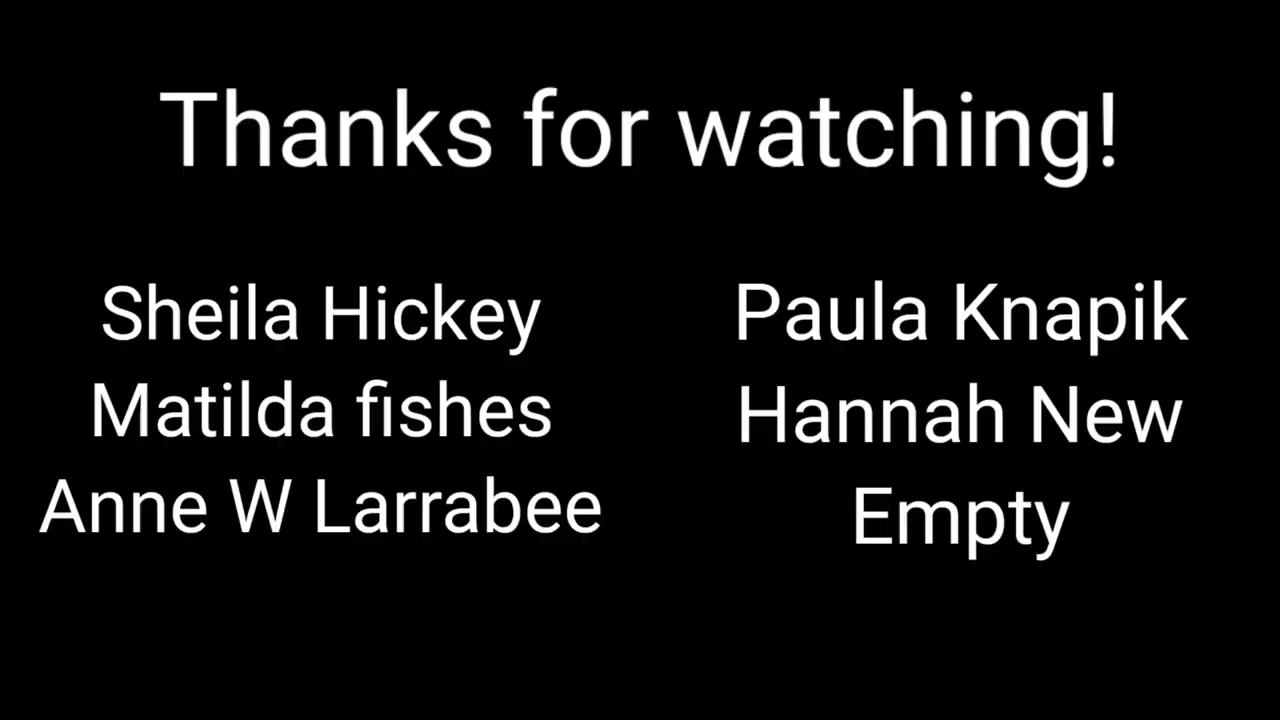 Thanks for watching!
Sheila Hickey
Matilda fishes
Anne W Larrabee
Paula Knapik
Hannah New
Empty